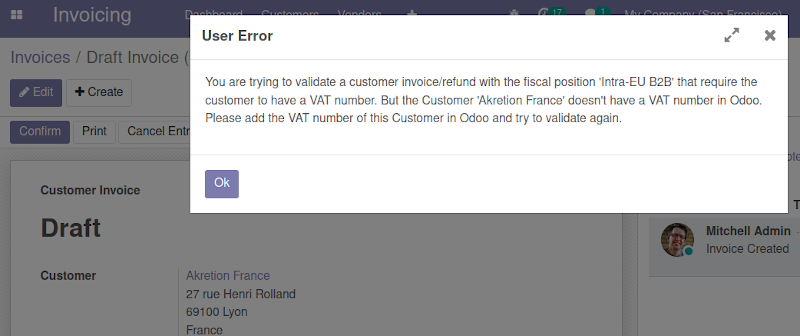 Invoicing
Dashboard Customers Vendors + 17 1 My Company (San Francisco)
Invoices / Draft Invoice (
Edit
Create
Confirm Print Cancel Entr
User Error
You are trying to validate a customer invoice/refund with the fiscal position 'Intra-EU B2B' that require the
customer to have a VAT number. But the Customer 'Akretion France' doesn't have a VAT number in Odoo.
Please add the VAT number of this Customer in Odoo and try to validate again.
Ok
Customer Invoice
Draft
Customer
Akretion France
27 rue Henri Rolland
69100 Lyon
France
T
Mitchell Admin -
Invoice Created